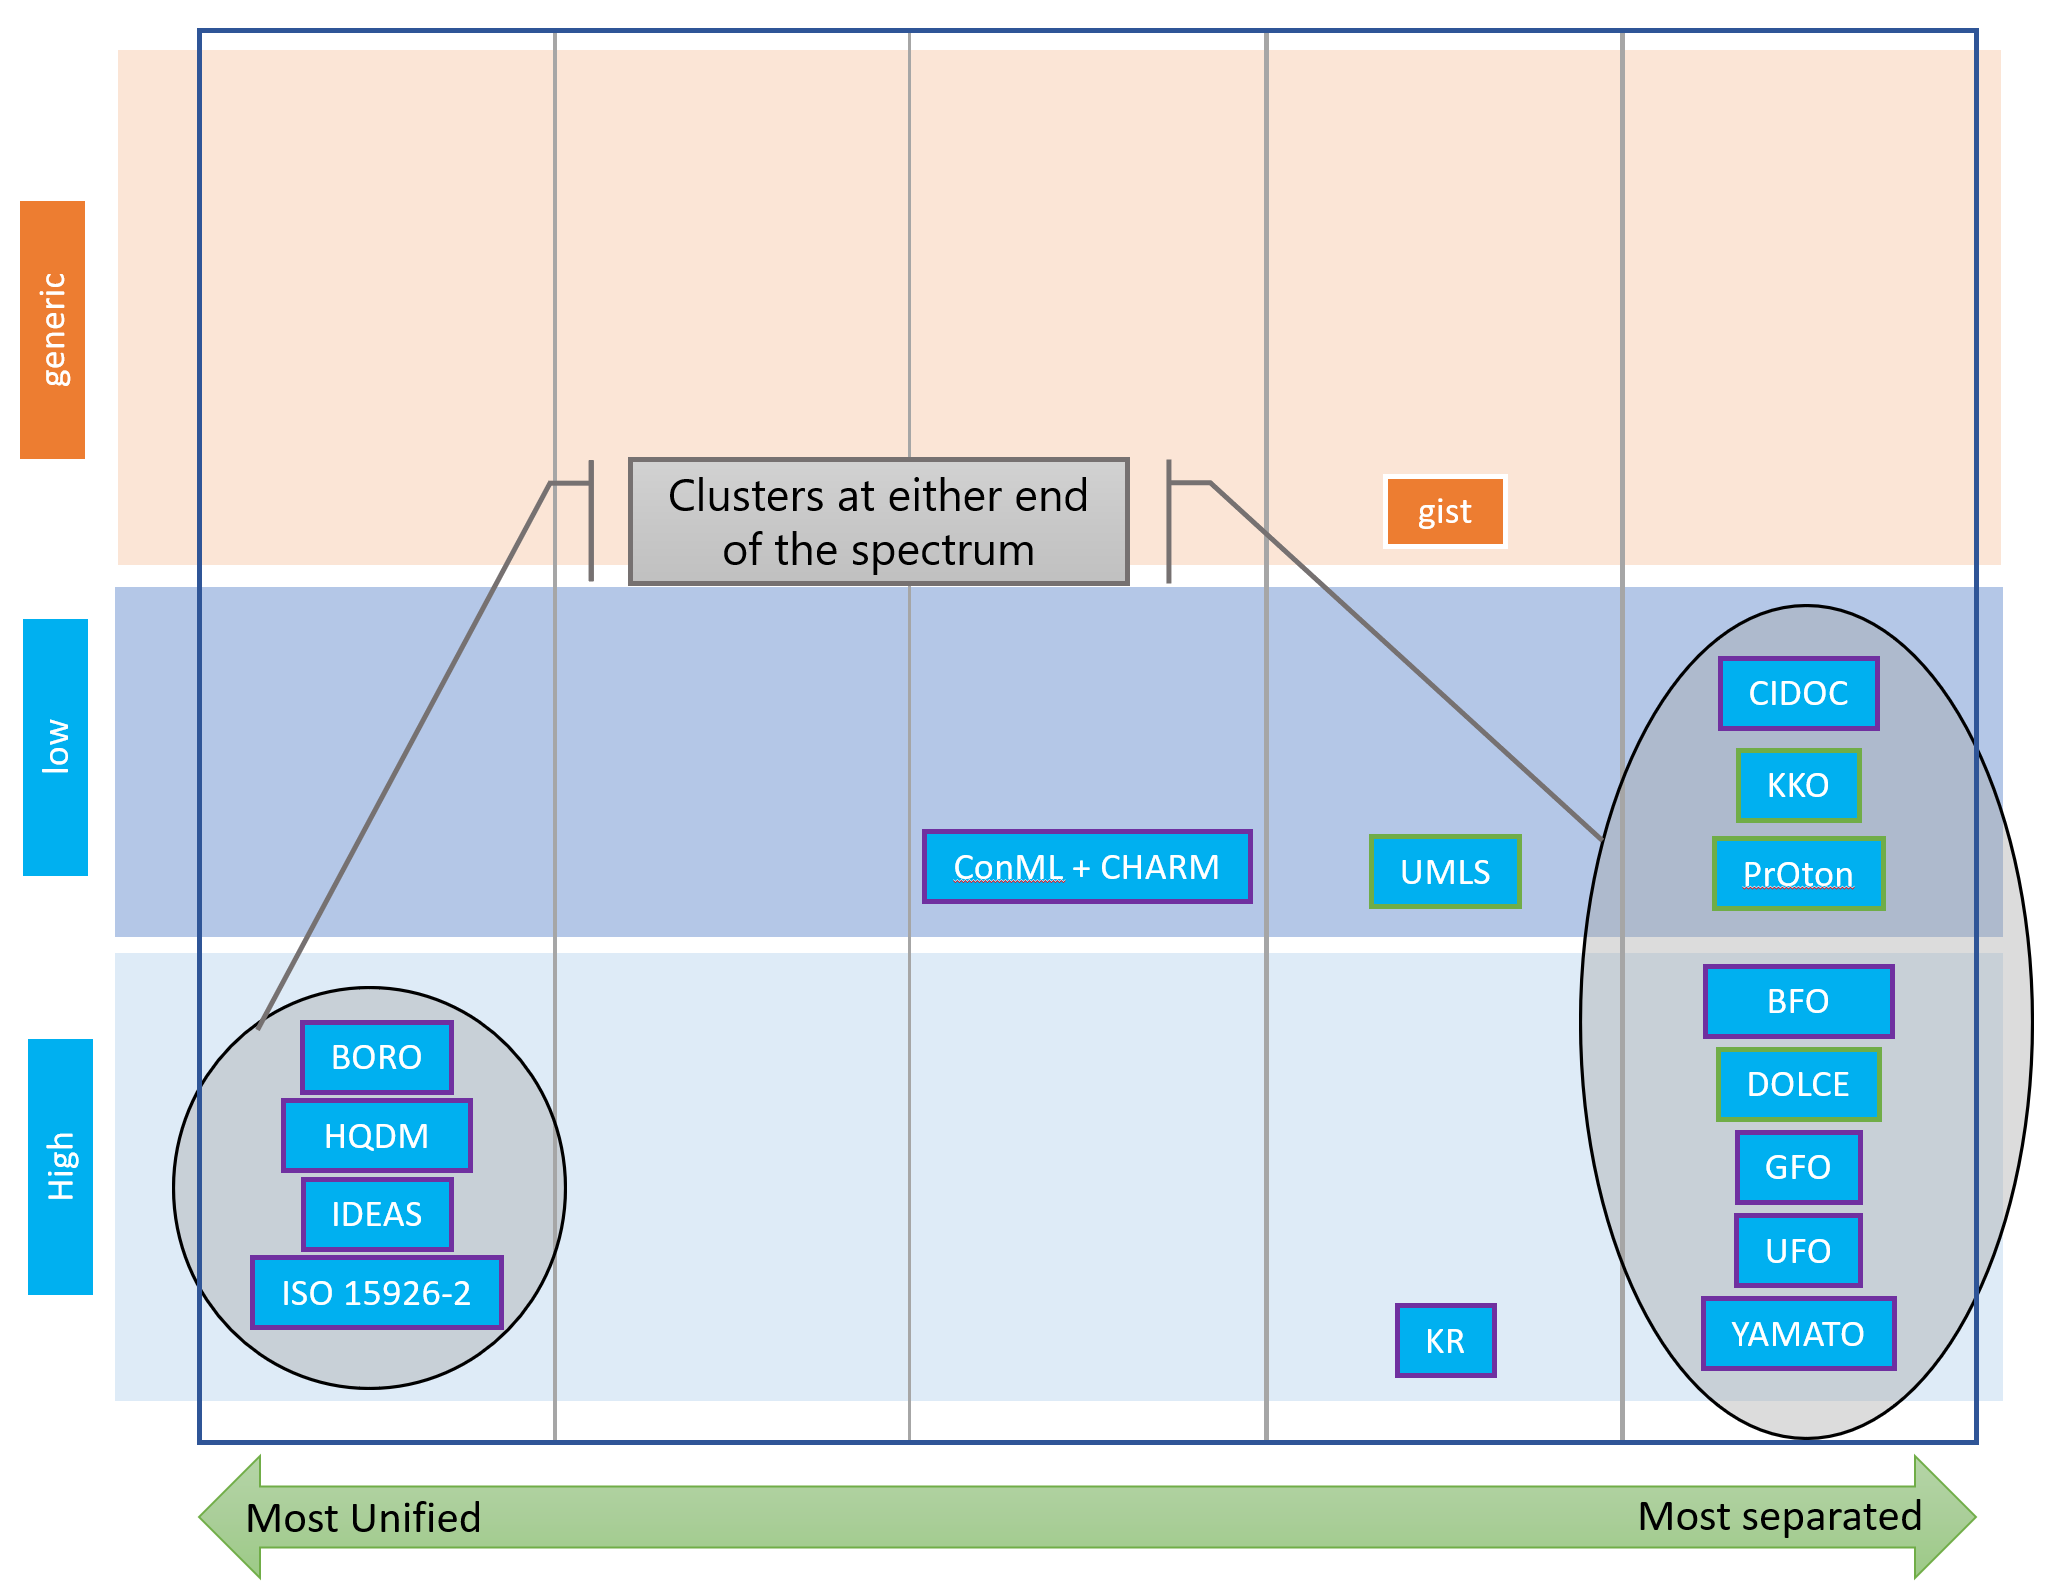 generic
Clusters at either end
of the spectrum
gist
low
CIDOC
KKO
PrOton
ConML + CHARM
UMLS
High
BORO
HQDM
IDEAS
ISO 15926-2
BFO
DOLCE
GFO
UFO
YAMATO
KR
Most Unified
Most separated